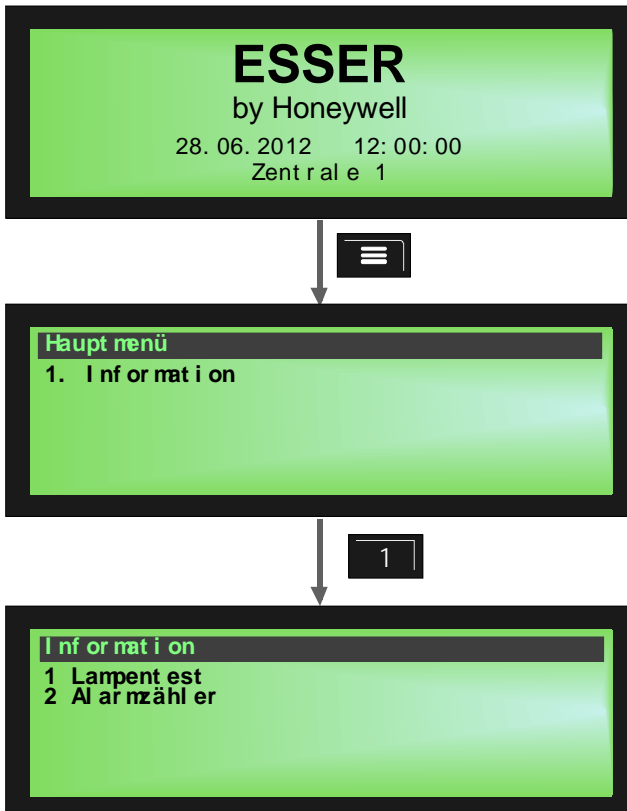 ESSER
by Honeywell
28.06.2012 12:00:00
Zentrale 1
Hauptmenü
1. Information
1
Information
1 Lampentest
2 Alarmzähler